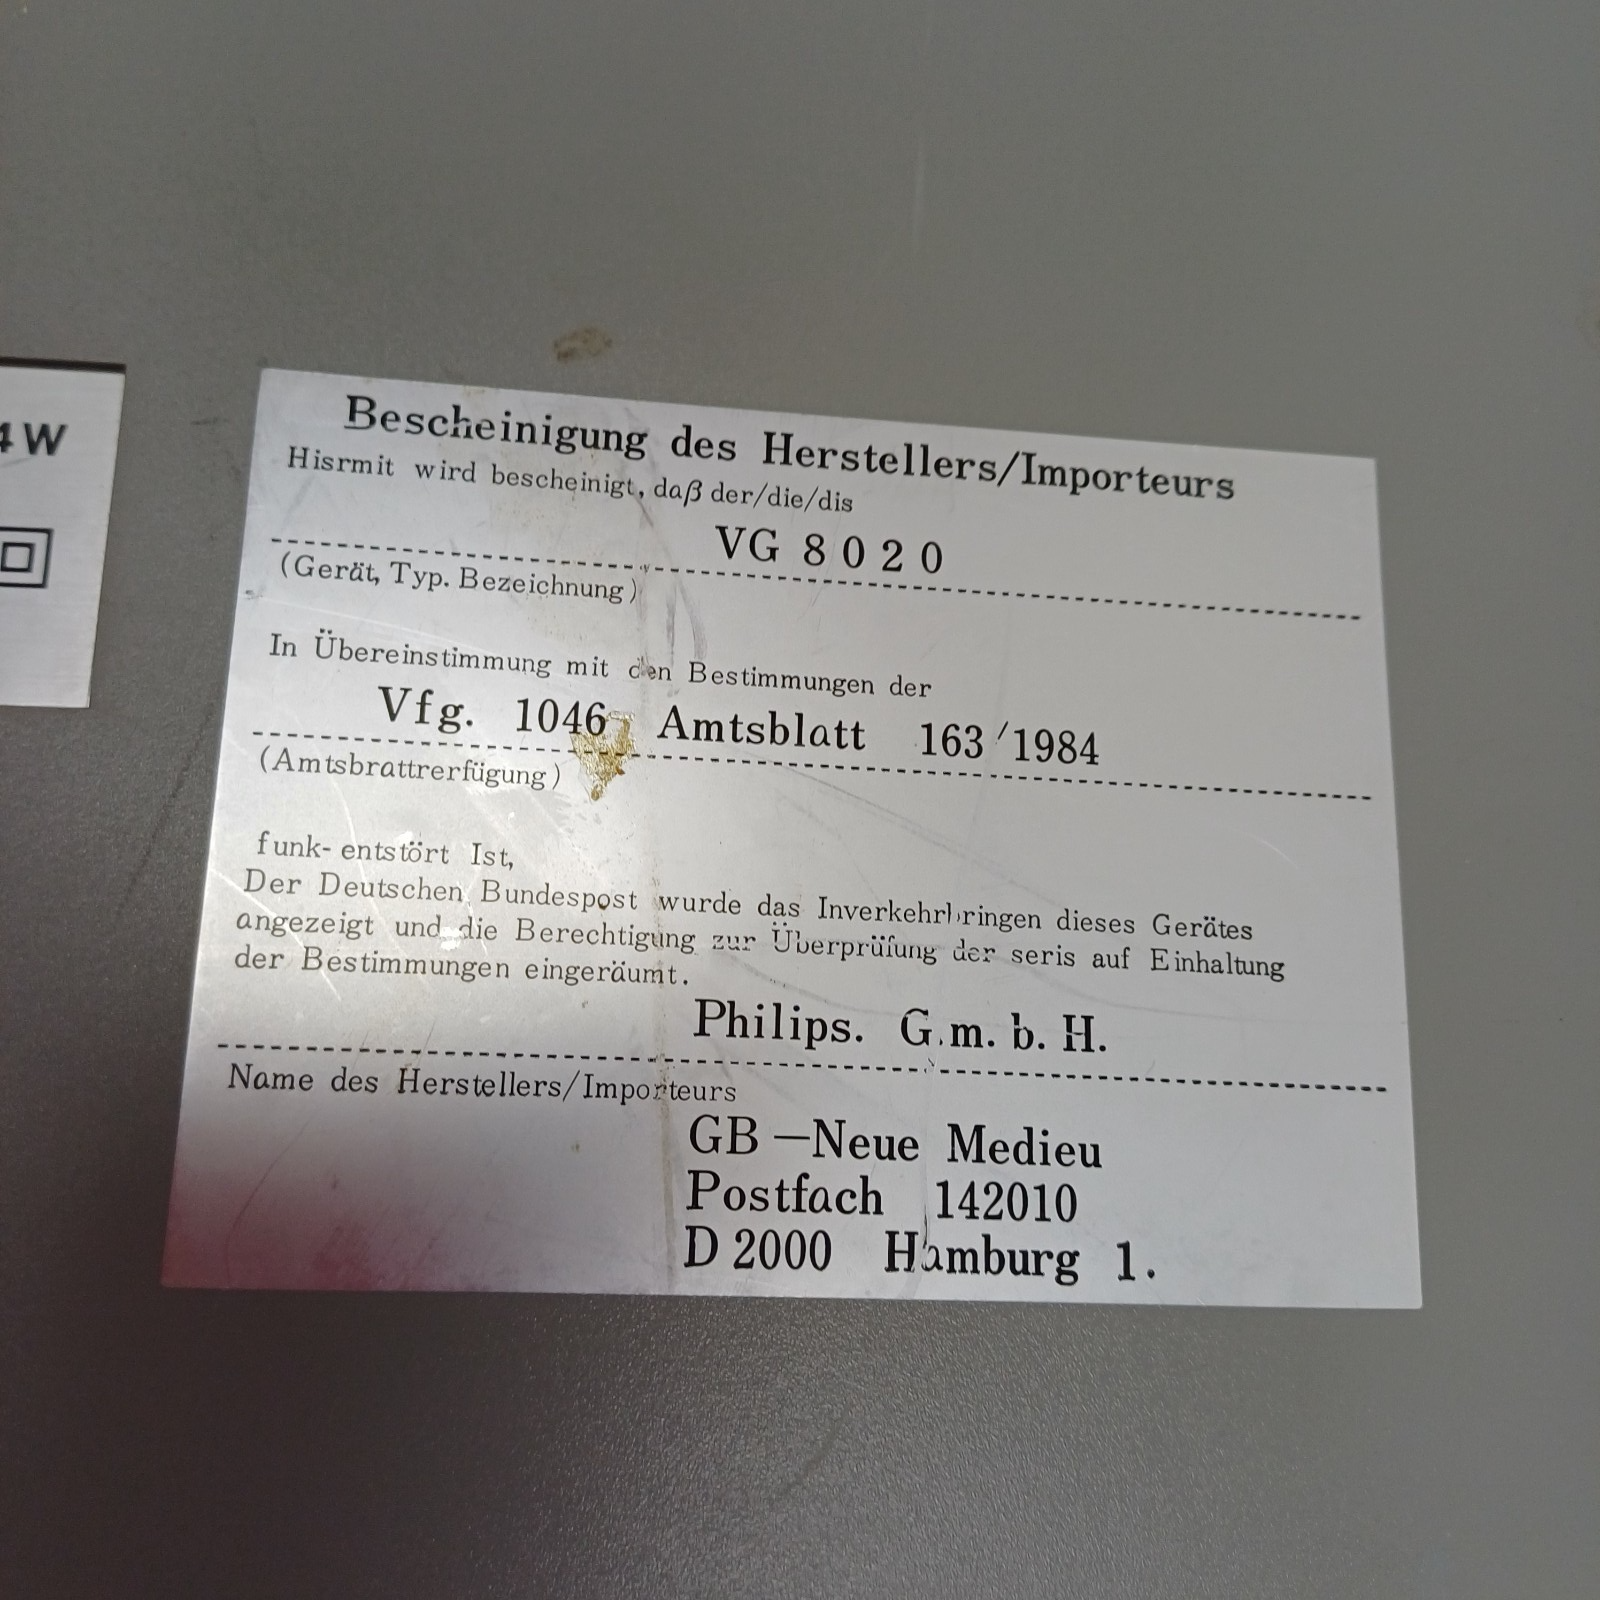 4W
Bescheinigung des Herstellers/Importeurs
Hisrmit wird bescheinigt, daß der/die/dis
VG 8020
(Gerät, Typ. Bezeichnung)
In Übereinstimmung mit den Bestimmungen der
Vfg. 1046 Amtsblatt 163/1984
(Amtsbrattrerfügung)
funk-entstört Ist,
Der Deutschen Bundespost wurde das Inverkehrbringen dieses Gerätes
angezeigt und die Berechtigung zur Überprüfung der seris auf Einhaltung
der Bestimmungen eingeräumt.
Philips. G.m.b.H.
Name des Herstellers/Importeurs
GB—Neue Medieu
Postfach 142010
D 2000 Hamburg 1.